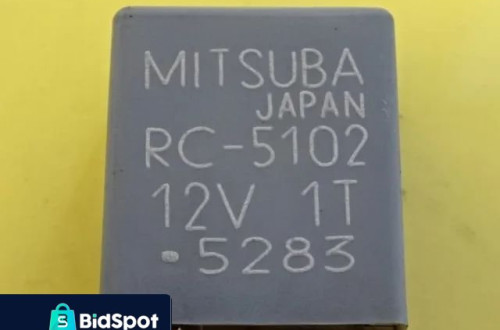 MITSUBA
JAPAN
RC-5102
12V 1T
·5283
S
BidSpot